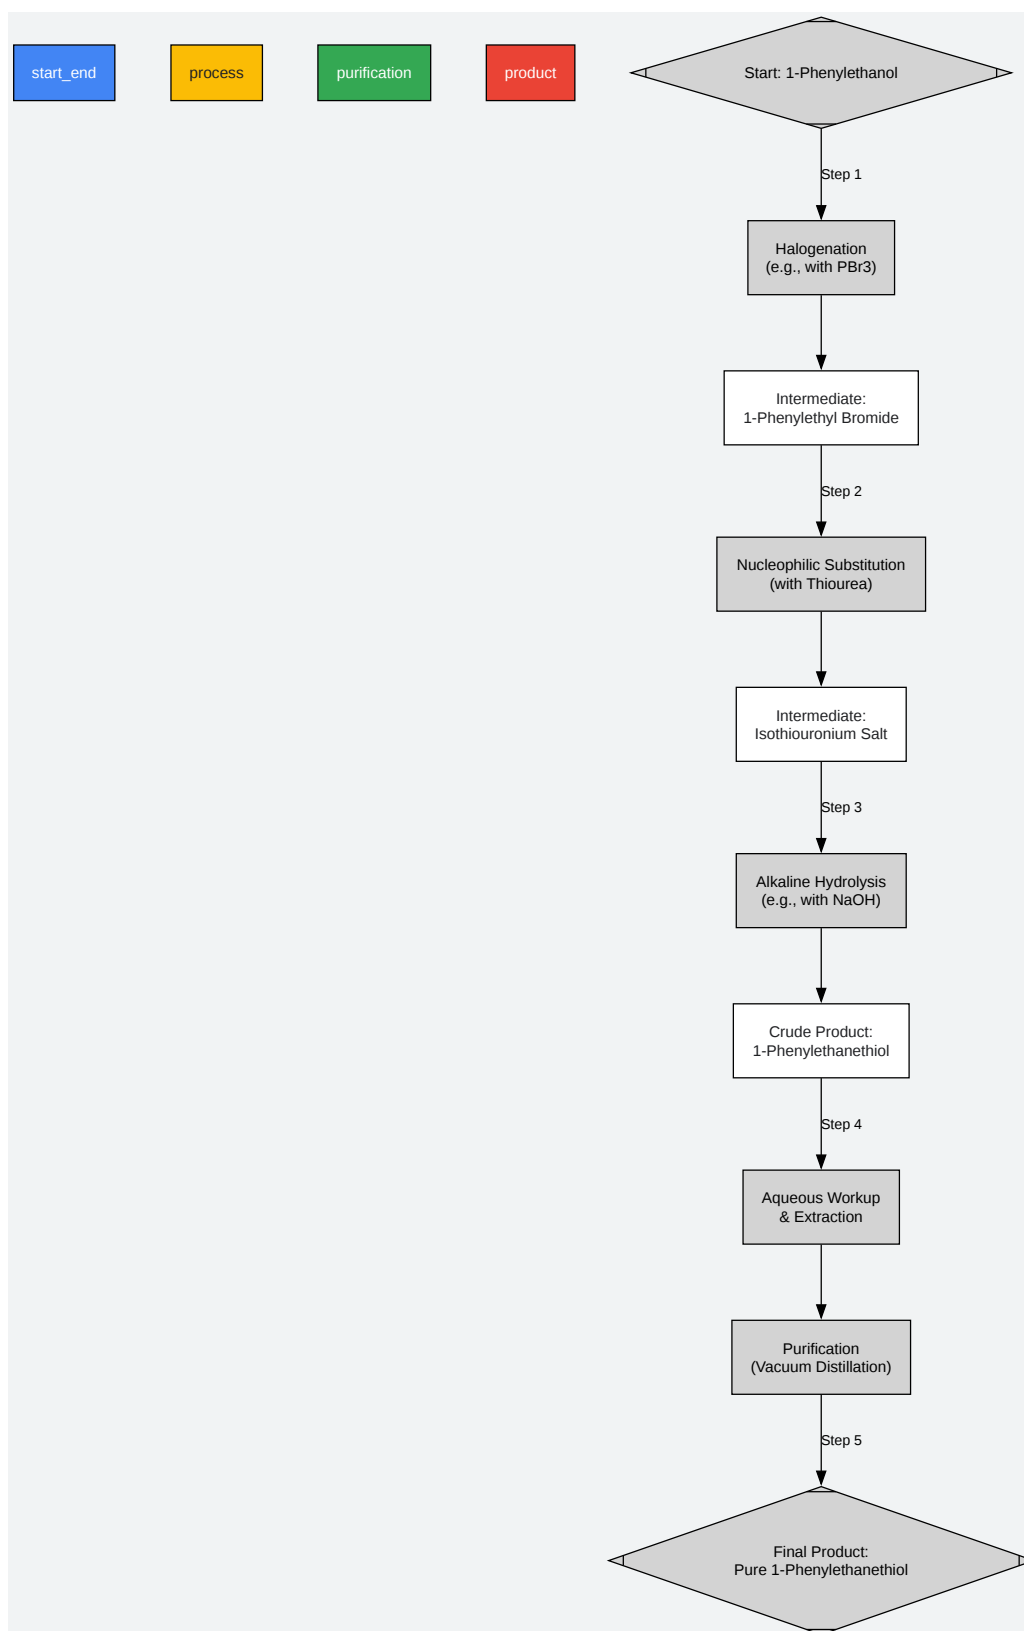 start_end
process
purification
product
Start: 1-Phenylethanol
Step 1
Halogenation
(e.g., with PBr3)
Intermediate:
1-Phenylethyl Bromide
Step 2
Nucleophilic Substitution
(with Thiourea)
Intermediate:
Isothiouronium Salt
Step 3
Alkaline Hydrolysis
(e.g., with NaOH)
Crude Product:
1-Phenylethanethiol
Step 4
Aqueous Workup
& Extraction
Purification
(Vacuum Distillation)
Step 5
Final Product:
Pure 1-Phenylethanethiol